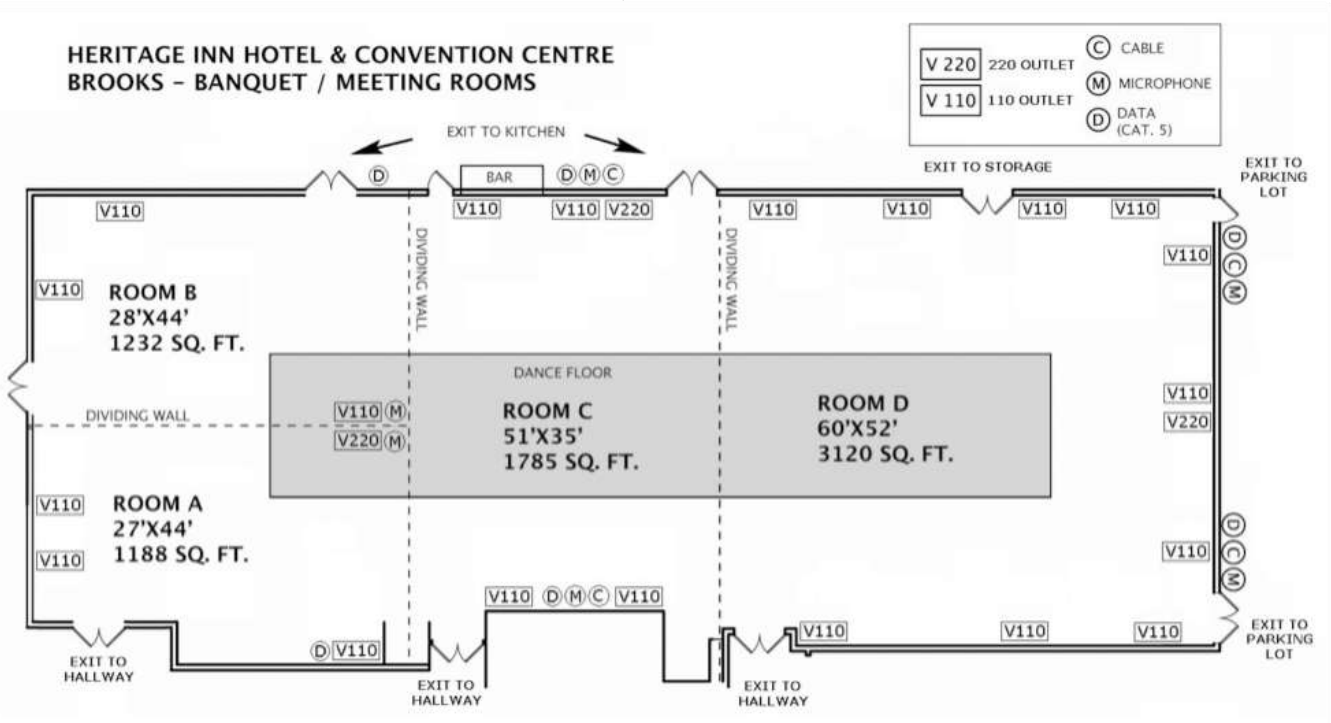 HERITAGE INN HOTEL & CONVENTION CENTRE
BROOKS – BANQUET / MEETING ROOMS
V 220 220 OUTLET
V 110 110 OUTLET
C CABLE
M MICROPHONE
D DATA
(CAT. 5)
EXIT TO KITCHEN
EXIT TO STORAGE
EXIT TO
PARKING
LOT
D
BAR
D M C
V110
V110
V110 V220
V110
V110
V110
V110
DIVIDING WALL
DIVIDING WALL
V110
D
C
M
V110
ROOM B
28'X44'
1232 SQ. FT.
DANCE FLOOR
DIVIDING WALL
V110 M
V220 M
ROOM C
51'X35'
1785 SQ. FT.
ROOM D
60'X52'
3120 SQ. FT.
V110
V220
V110
V110
ROOM A
27'X44'
1188 SQ. FT.
V110
D
C
M
V110 D M C V110
D V110
V110
V110
V110
EXIT TO
HALLWAY
EXIT TO
HALLWAY
EXIT TO
HALLWAY
EXIT TO
PARKING
LOT